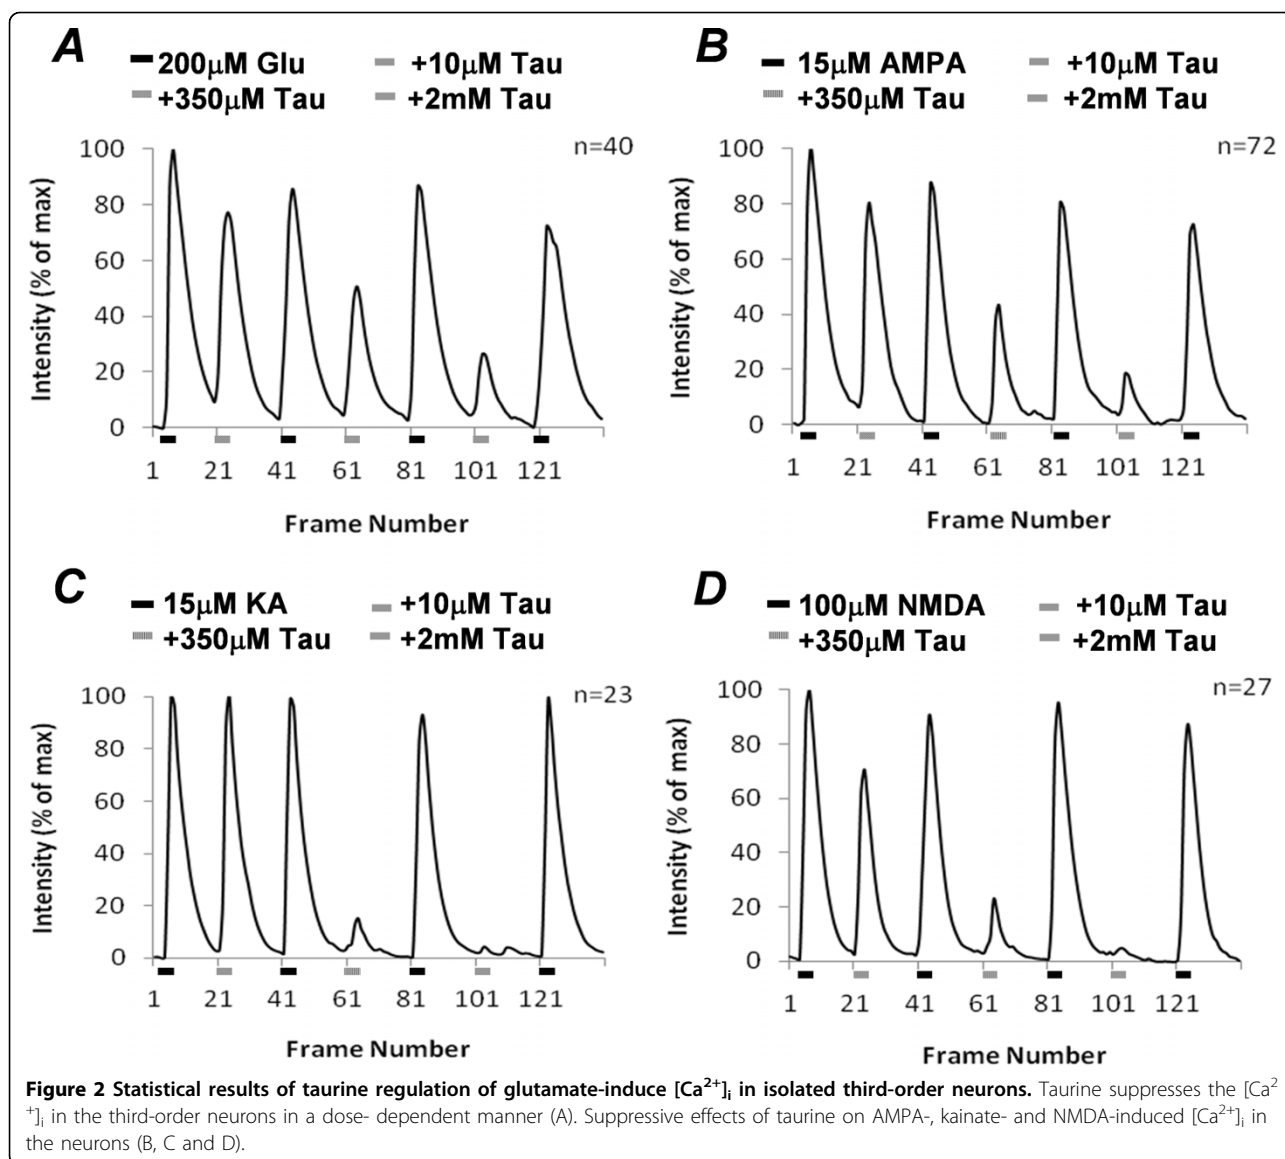 A
200μM Glu
+10μM Tau
+350μM Tau
+2mM Tau
n=40
Intensity (% of max)
100
80
60
40
20
0
1 21 41 61 81 101 121
Frame Number
B
15μM AMPA
+10μM Tau
+350μM Tau
+2mM Tau
n=72
Intensity (% of max)
100
80
60
40
20
0
1 21 41 61 81 101 121
Frame Number
C
15μM KA
+10μM Tau
+350μM Tau
+2mM Tau
n=23
Intensity (% of max)
100
80
60
40
20
0
1 21 41 61 81 101 121
Frame Number
D
100μM NMDA
+10μM Tau
+350μM Tau
+2mM Tau
n=27
Intensity (% of max)
100
80
60
40
20
0
1 21 41 61 81 101 121
Frame Number
Figure 2 Statistical results of taurine regulation of glutamate-induce [Ca²⁺]ᵢ in isolated third-order neurons. Taurine suppresses the [Ca²
⁺]ᵢ in the third-order neurons in a dose- dependent manner (A). Suppressive effects of taurine on AMPA-, kainate- and NMDA-induced [Ca²⁺]ᵢ in
the neurons (B, C and D).